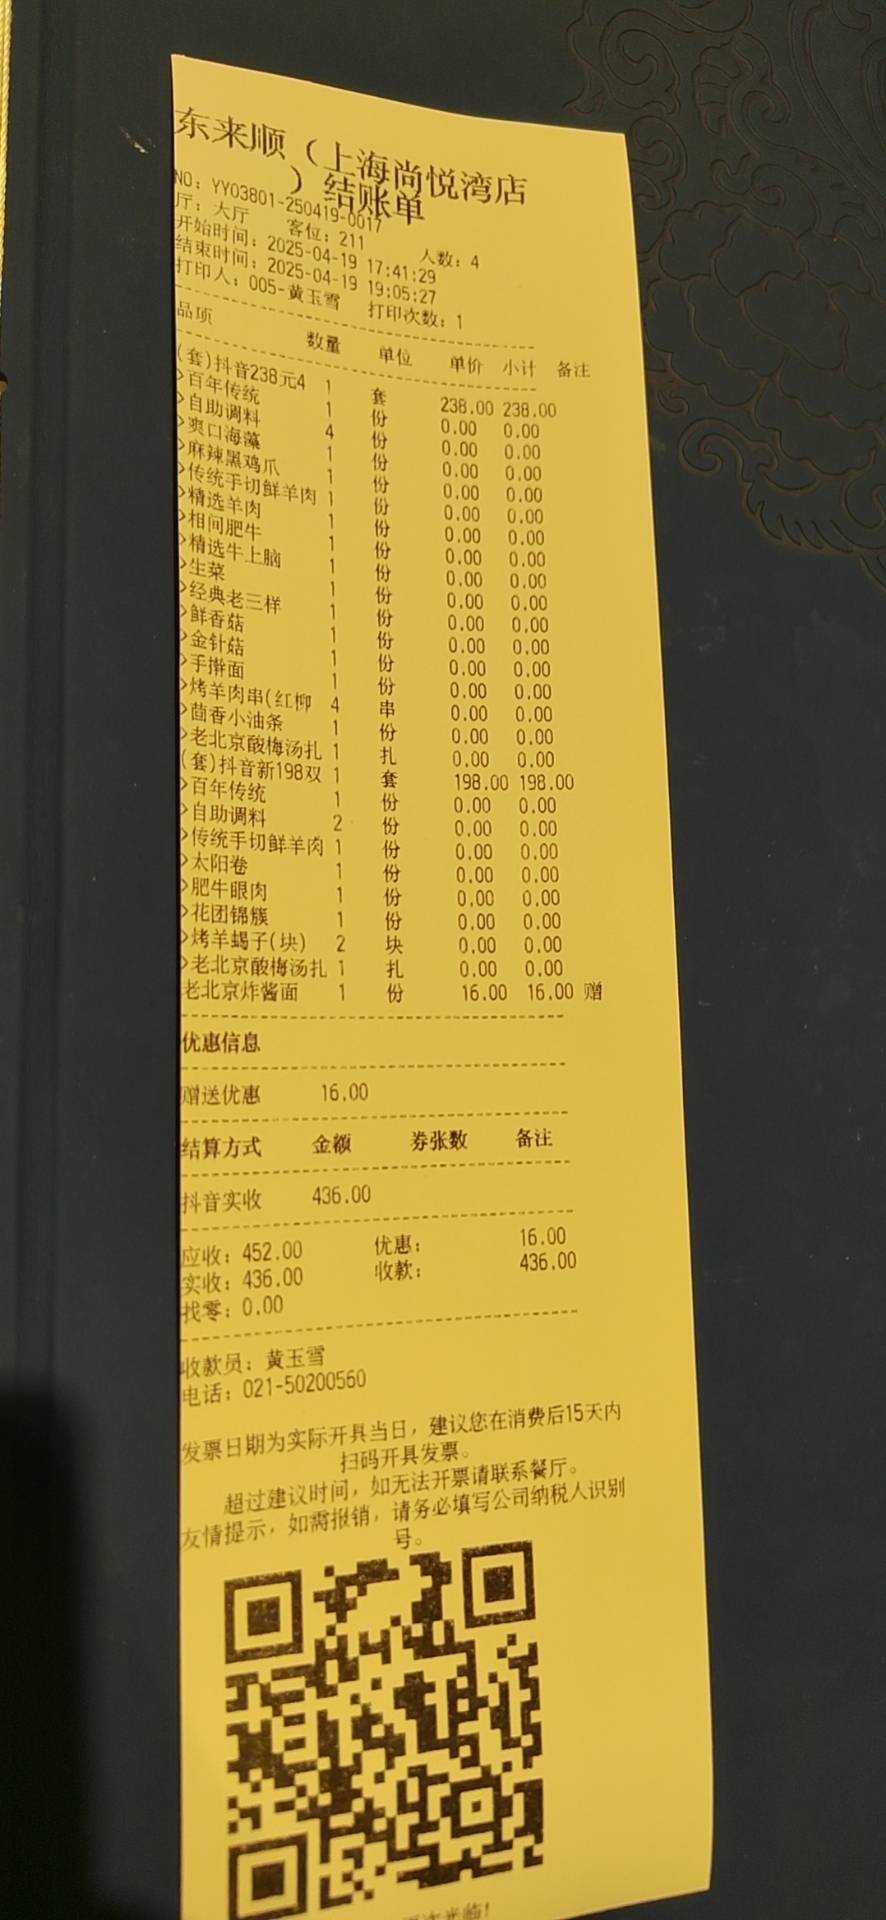 东来顺（上海尚悦湾店
）结账单
NO：YY03801-250419-0017
厅：大厅 客位：211 人数：4
开始时间：2025-04-19 17:41:29
结束时间：2025-04-19 19:05:27
打印人：005-黄玉雪 打印次数：1
品项 数量 单位 单价 小计 备注
(套)抖音238元4 1 套 238.00 238.00
>百年传统 1 份 0.00 0.00
>自助调料 4 份 0.00 0.00
>爽口海藻 1 份 0.00 0.00
>麻辣黑鸡爪 1 份 0.00 0.00
>传统手切鲜羊肉 1 份 0.00 0.00
>精选羊肉 1 份 0.00 0.00
>相间肥牛 1 份 0.00 0.00
>精选牛上脑 1 份 0.00 0.00
>生菜 1 份 0.00 0.00
>经典老三样 1 份 0.00 0.00
>鲜香菇 1 份 0.00 0.00
>金针菇 1 份 0.00 0.00
>手擀面 1 份 0.00 0.00
>烤羊肉串(红柳 4 串 0.00 0.00
>茴香小油条 1 份 0.00 0.00
>老北京酸梅汤扎 1 扎 0.00 0.00
(套)抖音新198双 1 套 198.00 198.00
>百年传统 1 份 0.00 0.00
>自助调料 2 份 0.00 0.00
>传统手切鲜羊肉 1 份 0.00 0.00
>太阳卷 1 份 0.00 0.00
>肥牛眼肉 1 份 0.00 0.00
>花团锦簇 1 份 0.00 0.00
>烤羊蝎子(块) 2 块 0.00 0.00
>老北京酸梅汤扎 1 扎 0.00 0.00
老北京炸酱面 1 份 16.00 16.00 赠
优惠信息
赠送优惠 16.00
结算方式 金额 券张数 备注
抖音实收 436.00
应收：452.00 优惠： 16.00
实收：436.00 收款： 436.00
找零：0.00
收款员：黄玉雪
电话：021-50200560
发票日期为实际开具当日，建议您在消费后15天内
扫码开具发票。
超过建议时间，如无法开票请联系餐厅。
友情提示，如需报销，请务必填写公司纳税人识别
号。